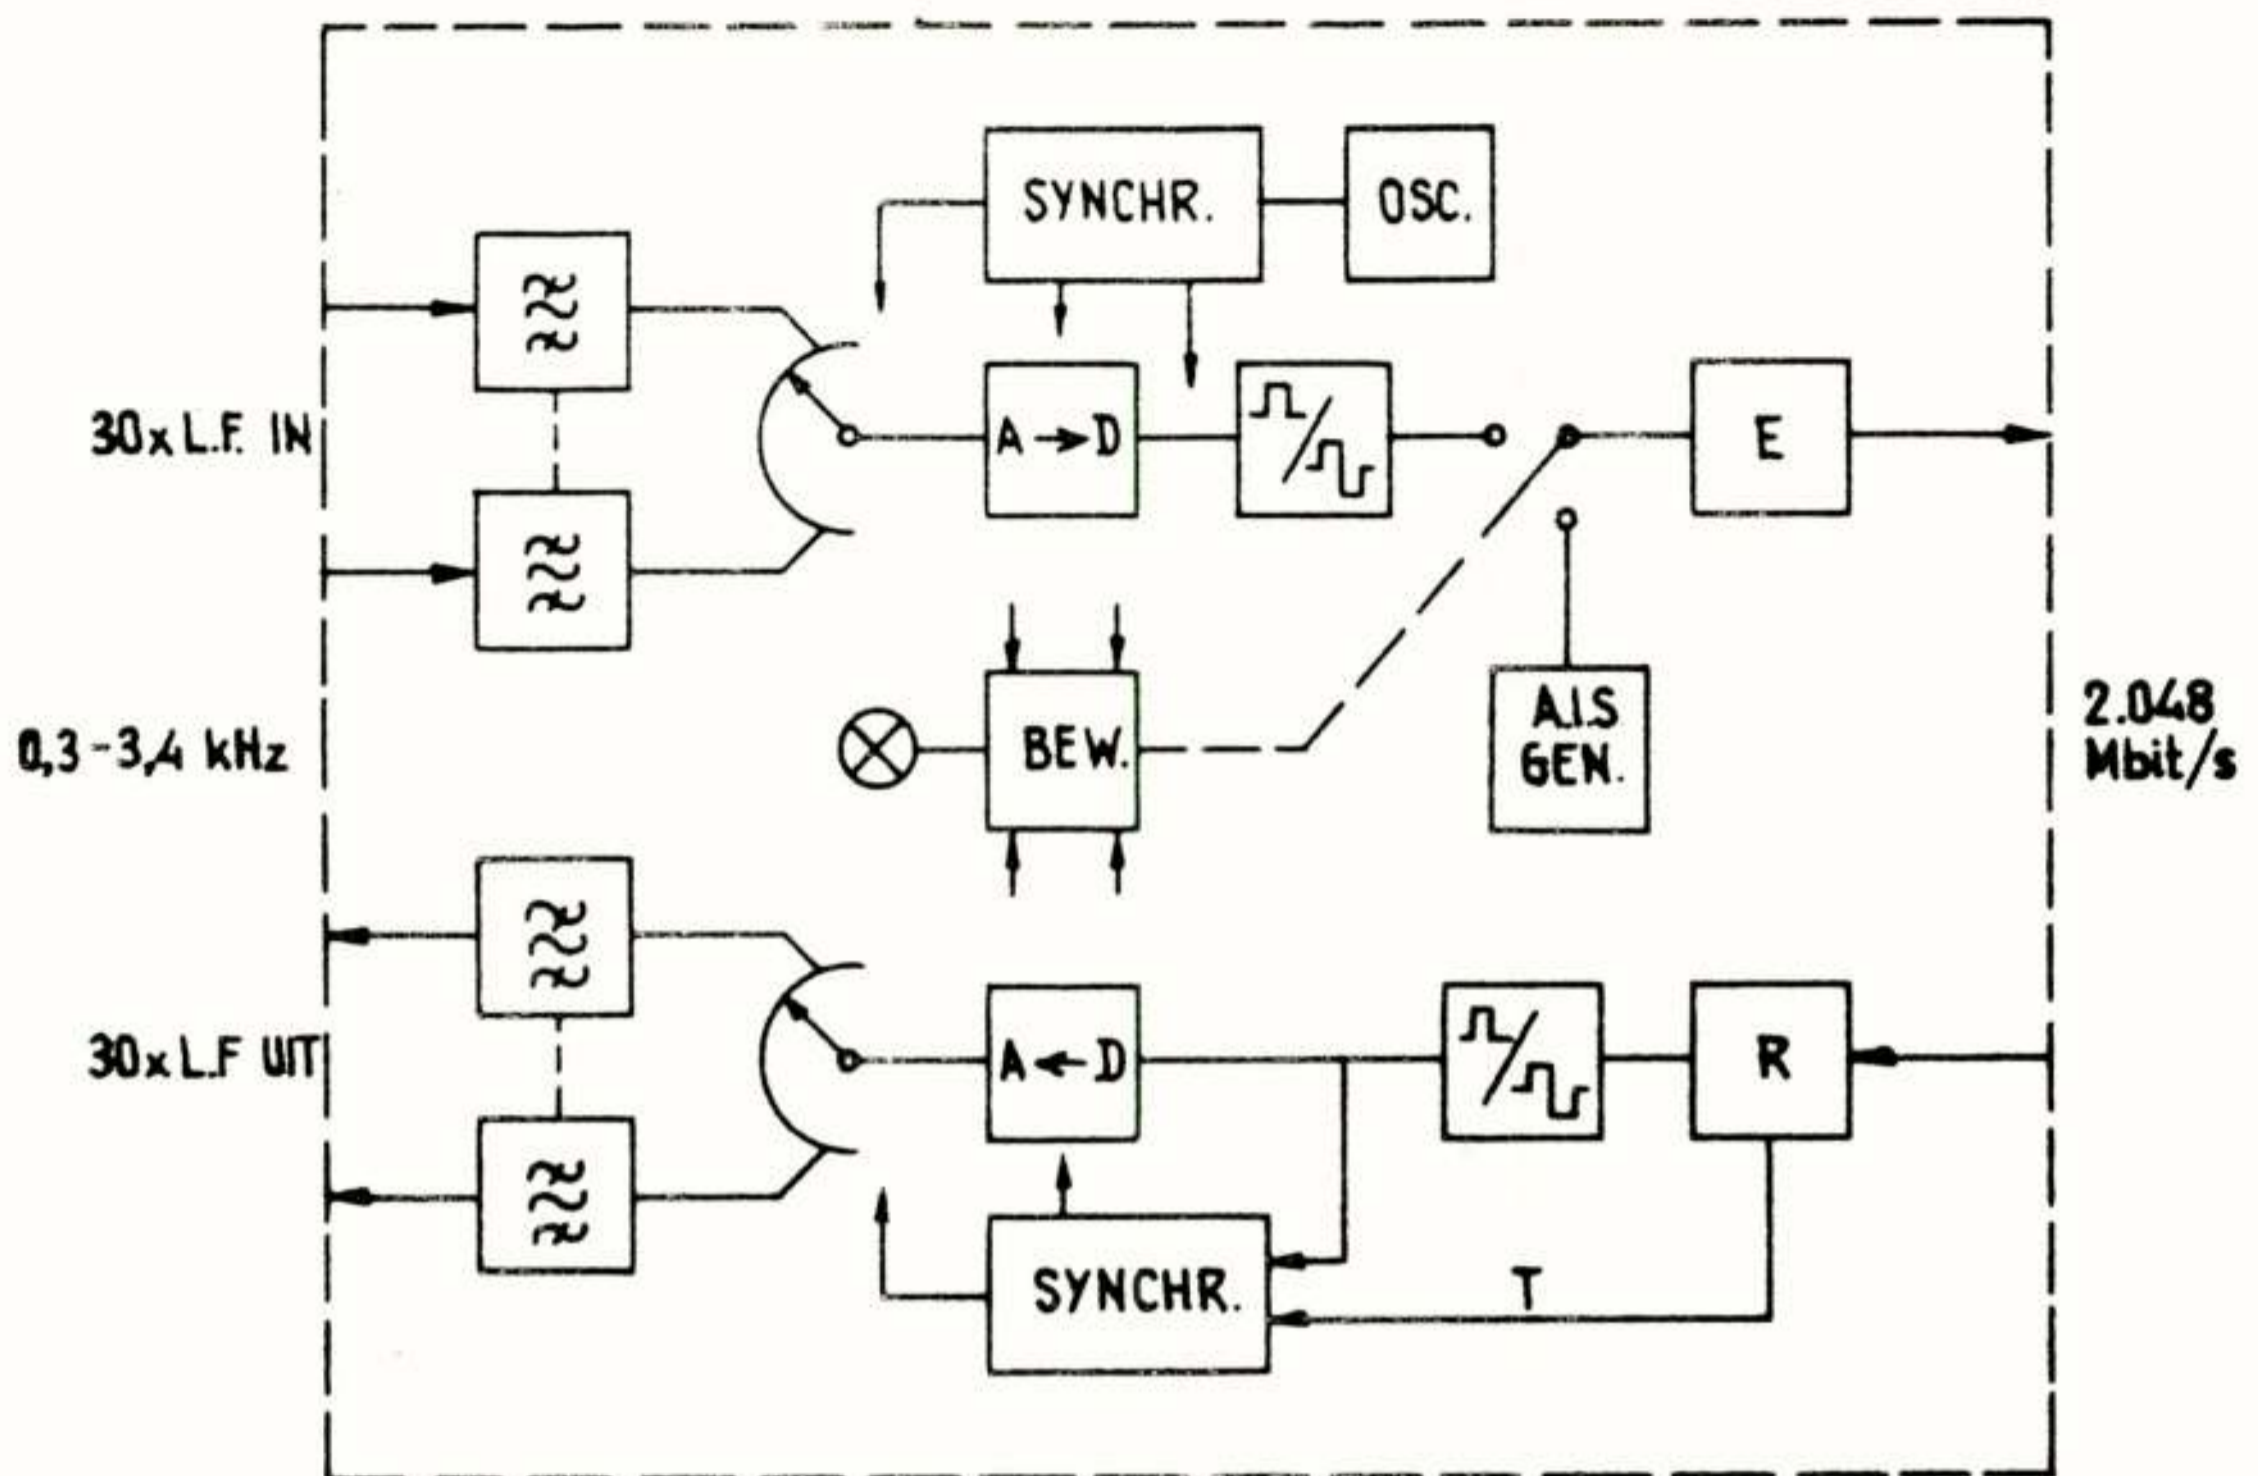 SYNCHR.
OSC.
30x L.F. IN
A → D
E
0,3-3,4 kHz
BEW.
A.I.S
GEN.
2.048
Mbit/s
30x L.F UIT
A ← D
R
SYNCHR.
T